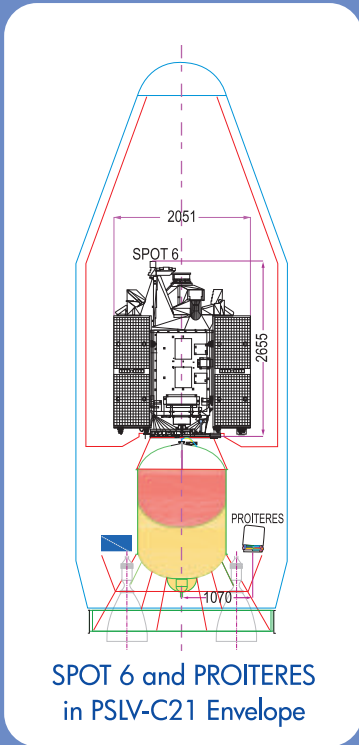 2051
SPOT 6
2655
PROITERES
1070
SPOT 6 and PROITERES
in PSLV-C21 Envelope